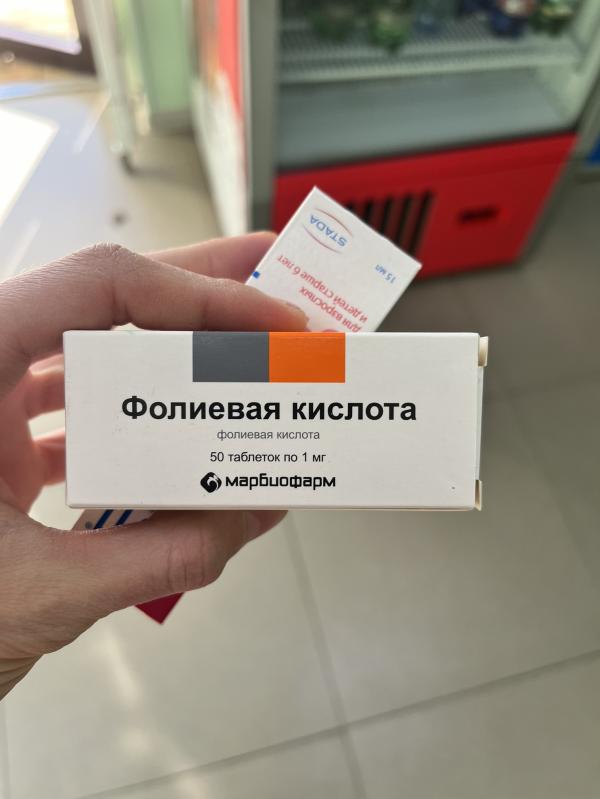 STADA
15 мл
для взрослых
и детей старше 6 лет
Фолиевая кислота
фолиевая кислота
50 таблеток по 1 мг
марбиофарм